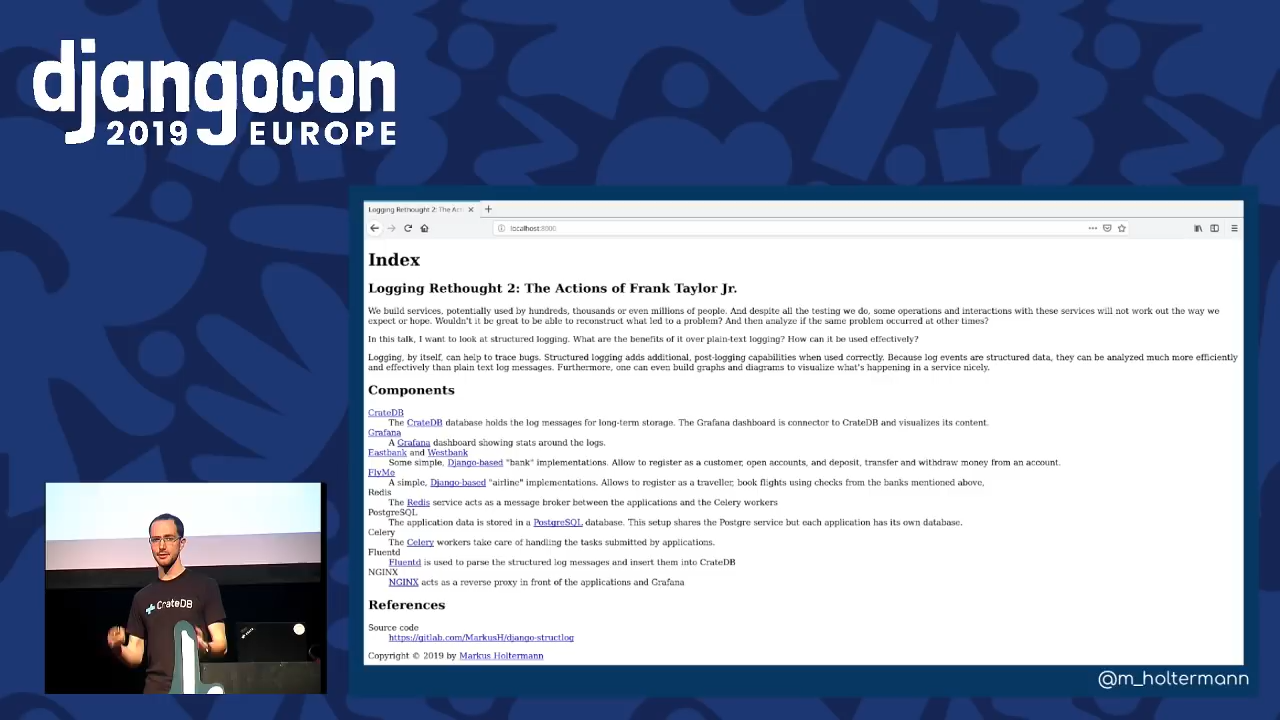 djangocon
2019 EUROPE
Logging Rethought 2: The Act
localhost:8000
Index
Logging Rethought 2: The Actions of Frank Taylor Jr.
We build services, potentially used by hundreds, thousands or even millions of people. And despite all the testing we do, some operations and interactions with these services will not work out the way we
expect or hope. Wouldn't it be great to be able to reconstruct what led to a problem? And then analyze if the same problem occurred at other times?
In this talk, I want to look at structured logging. What are the benefits of it over plain-text logging? How can it be used effectively?
Logging, by itself, can help to trace bugs. Structured logging adds additional, post-logging capabilities when used correctly. Because log events are structured data, they can be analyzed much more efficiently
and effectively than plain text log messages. Furthermore, one can even build graphs and diagrams to visualize what's happening in a service nicely.
Components
CrateDB
The CrateDB database holds the log messages for long-term storage. The Grafana dashboard is connector to CrateDB and visualizes its content.
Grafana
A Grafana dashboard showing stats around the logs.
Eastbank and Westbank
Some simple, Django-based "bank" implementations. Allow to register as a customer, open accounts, and deposit, transfer and withdraw money from an account.
FlyMe
A simple, Django-based "airline" implementations. Allows to register as a traveller, book flights using checks from the banks mentioned above,
Redis
The Redis service acts as a message broker between the applications and the Celery workers
PostgreSQL
The application data is stored in a PostgreSQL database. This setup shares the Postgre service but each application has its own database.
Celery
The Celery workers take care of handling the tasks submitted by applications.
Fluentd
Fluentd is used to parse the structured log messages and insert them into CrateDB
NGINX
NGINX acts as a reverse proxy in front of the applications and Grafana
References
Source code
https://gitlab.com/MarkusH/django-structlog
Copyright © 2019 by Markus Holtermann
CrateDB
@m_holtermann